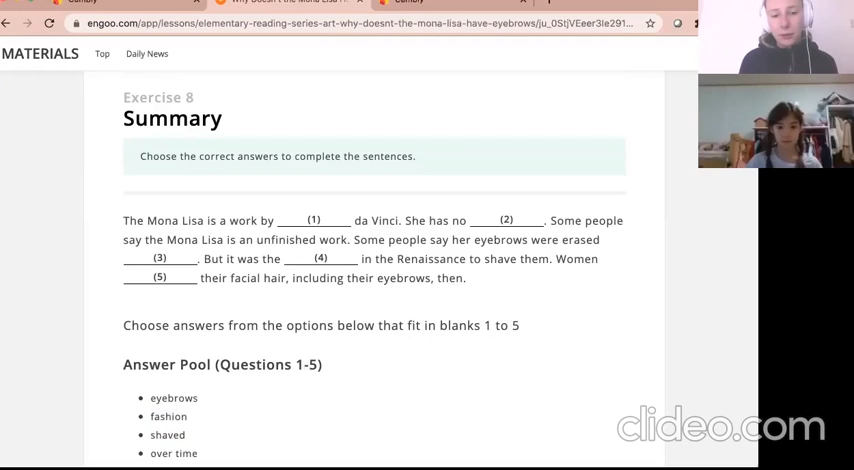 engoo.com/app/lessons/elementary-reading-series-art-why-doesnt-the-mona-lisa-have-eyebrows/ju_0StjVEeer3Ie291...
MATERIALS Top Daily News
Exercise 8
Summary
Choose the correct answers to complete the sentences.
The Mona Lisa is a work by (1) da Vinci. She has no (2). Some people
say the Mona Lisa is an unfinished work. Some people say her eyebrows were erased
(3). But it was the (4) in the Renaissance to shave them. Women
(5) their facial hair, including their eyebrows, then.
Choose answers from the options below that fit in blanks 1 to 5
Answer Pool (Questions 1-5)
• eyebrows
• fashion
• shaved
• over time
clideo.com